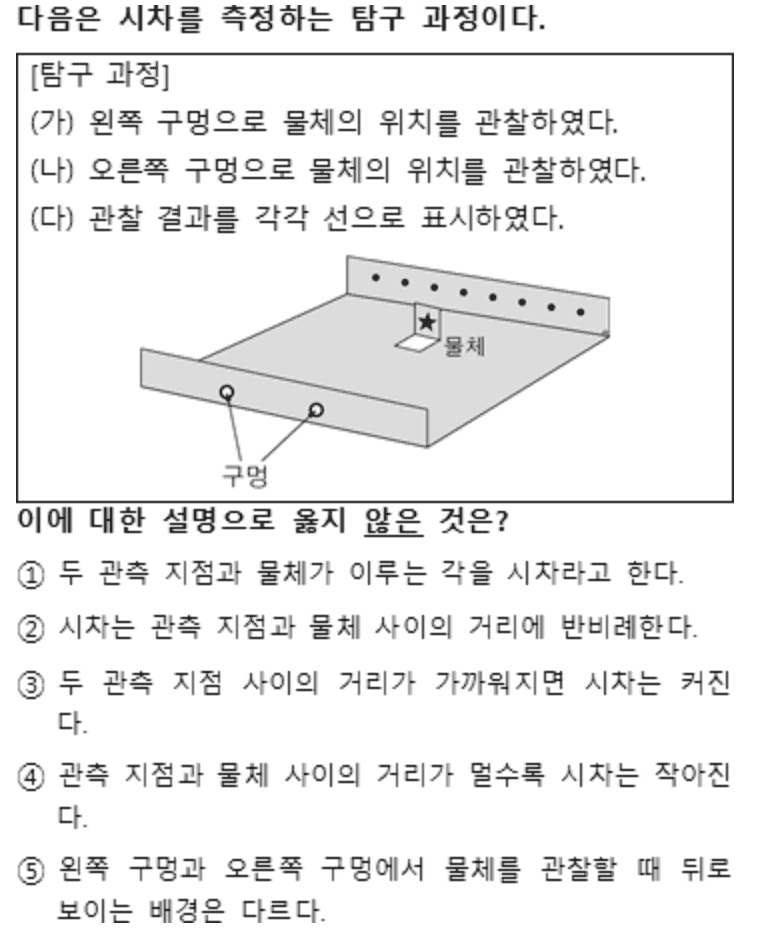 다음은 시차를 측정하는 탐구 과정이다.
[탐구 과정]
(가) 왼쪽 구멍으로 물체의 위치를 관찰하였다.
(나) 오른쪽 구멍으로 물체의 위치를 관찰하였다.
(다) 관찰 결과를 각각 선으로 표시하였다.
물체
구멍
이에 대한 설명으로 옳지 않은 것은?
① 두 관측 지점과 물체가 이루는 각을 시차라고 한다.
② 시차는 관측 지점과 물체 사이의 거리에 반비례한다.
③ 두 관측 지점 사이의 거리가 가까워지면 시차는 커진
다.
④ 관측 지점과 물체 사이의 거리가 멀수록 시차는 작아진
다.
⑤ 왼쪽 구멍과 오른쪽 구멍에서 물체를 관찰할 때 뒤로
보이는 배경은 다르다.